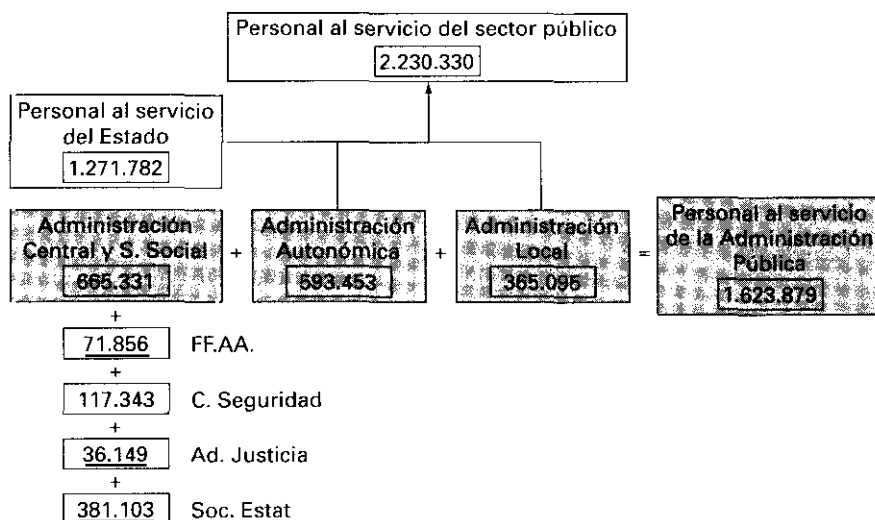 Personal al servicio del sector público
2.230.330
Personal al servicio
del Estado
1.271.782
Administración
Central y S. Social
665.331
+
Administración
Autonómica
593.453
+
Administración
Local
365.095
=
Personal al servicio
de la Administración
Pública
1.623.879
+
71.856 FF.AA.
+
117.343 C. Seguridad
+
36.149 Ad. Justicia
+
381.103 Soc. Estat